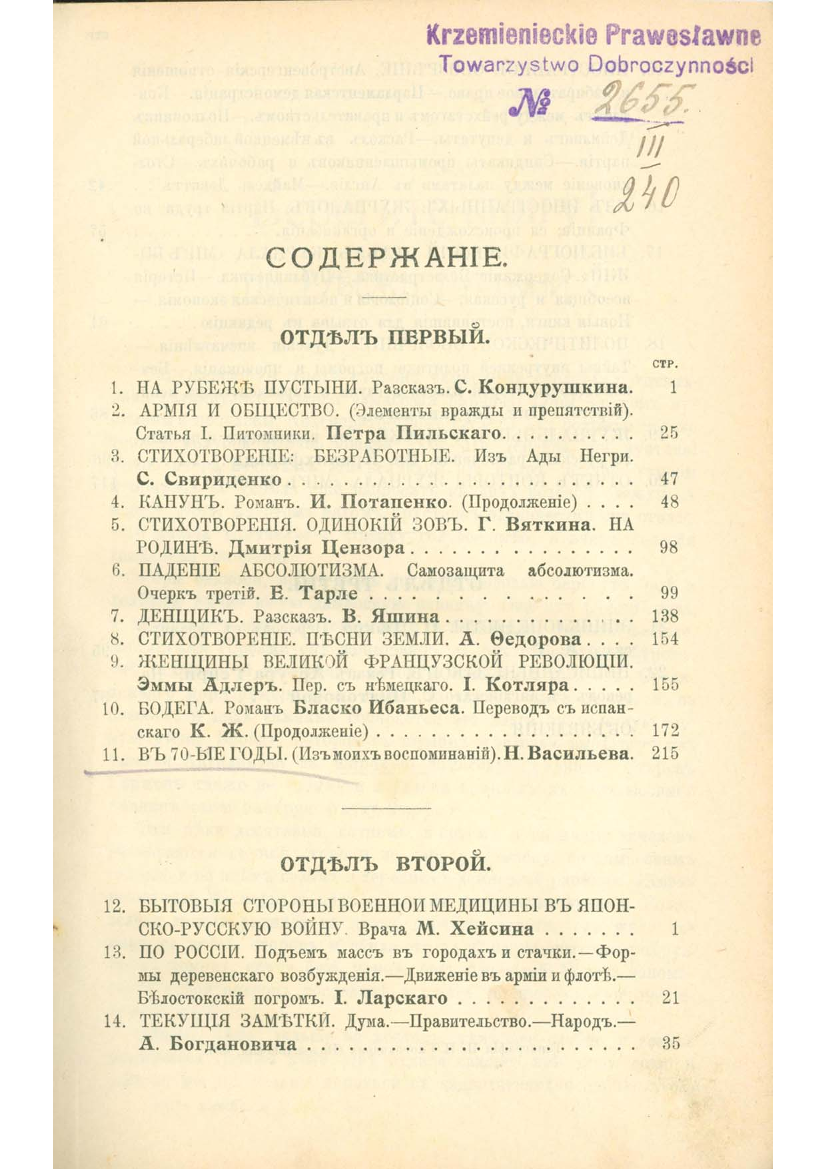 Krzemienieckie Prawosławne
Towarzystwo Dobroczynności
№ 2655.
III
240
СОДЕРЖАНІЕ.
ОТДѢЛЪ ПЕРВЫЙ.
СТР.
1. НА РУБЕЖѢ ПУСТЫНИ. Разсказъ. С. Кондурушкина. 1
2. АРМІЯ И ОБЩЕСТВО. (Элементы вражды и препятствій).
Статья I. Питомники. Петра Пильскаго. . . . . . . . . . 25
3. СТИХОТВОРЕНІЕ: БЕЗРАБОТНЫЕ. Изъ Ады Негри.
С. Свириденко . . . . . . . . . . . . . . . . . . . . . . . . 47
4. КАНУНЪ. Романъ. И. Потапенко. (Продолженіе) . . . . 48
5. СТИХОТВОРЕНІЯ. ОДИНОКІЙ ЗОВЪ. Г. Вяткина. НА
РОДИНѢ. Дмитрія Цензора . . . . . . . . . . . . . . . . 98
6. ПАДЕНІЕ АБСОЛЮТИЗМА. Самозащита абсолютизма.
Очеркъ третій. Е. Тарле . . . . . . . . . . . . . 99
7. ДЕНЩИКЪ. Разсказъ. В. Яшина . . . . . . . . . . . . . 138
8. СТИХОТВОРЕНІЕ. ПѢСНИ ЗЕМЛИ. А. Ѳедорова . . . . 154
9. ЖЕНЩИНЫ ВЕЛИКОЙ ФРАНЦУЗСКОЙ РЕВОЛЮЦІИ.
Эммы Адлеръ. Пер. съ нѣмецкаго. І. Котляра . . . . . 155
10. БОДЕГА. Романъ Бласко Ибаньеса. Переводъ съ испан-
скаго К. Ж. (Продолженіе) . . . . . . . . . . . . . . . . . . 172
11. ВЪ 70-ЫЕ ГОДЫ. (Изъ моихъ воспоминаній). Н. Васильева. 215
ОТДѢЛЪ ВТОРОЙ.
12. БЫТОВЫЯ СТОРОНЫ ВОЕННОЙ МЕДИЦИНЫ ВЪ ЯПОН-
СКО-РУССКУЮ ВОЙНУ. Врача М. Хейсина . . . . . . . 1
13. ПО РОССІИ. Подъемъ массъ въ городахъ и стачки.—Фор-
мы деревенскаго возбужденія.—Движеніе въ арміи и флотѣ.—
Бѣлостокскій погромъ. І. Ларскаго . . . . . . . . . . . . . 21
14. ТЕКУЩІЯ ЗАМѢТКИ. Дума.—Правительство.—Народъ.—
А. Богдановича . . . . . . . . . . . . . . . . . . . . . . . 35